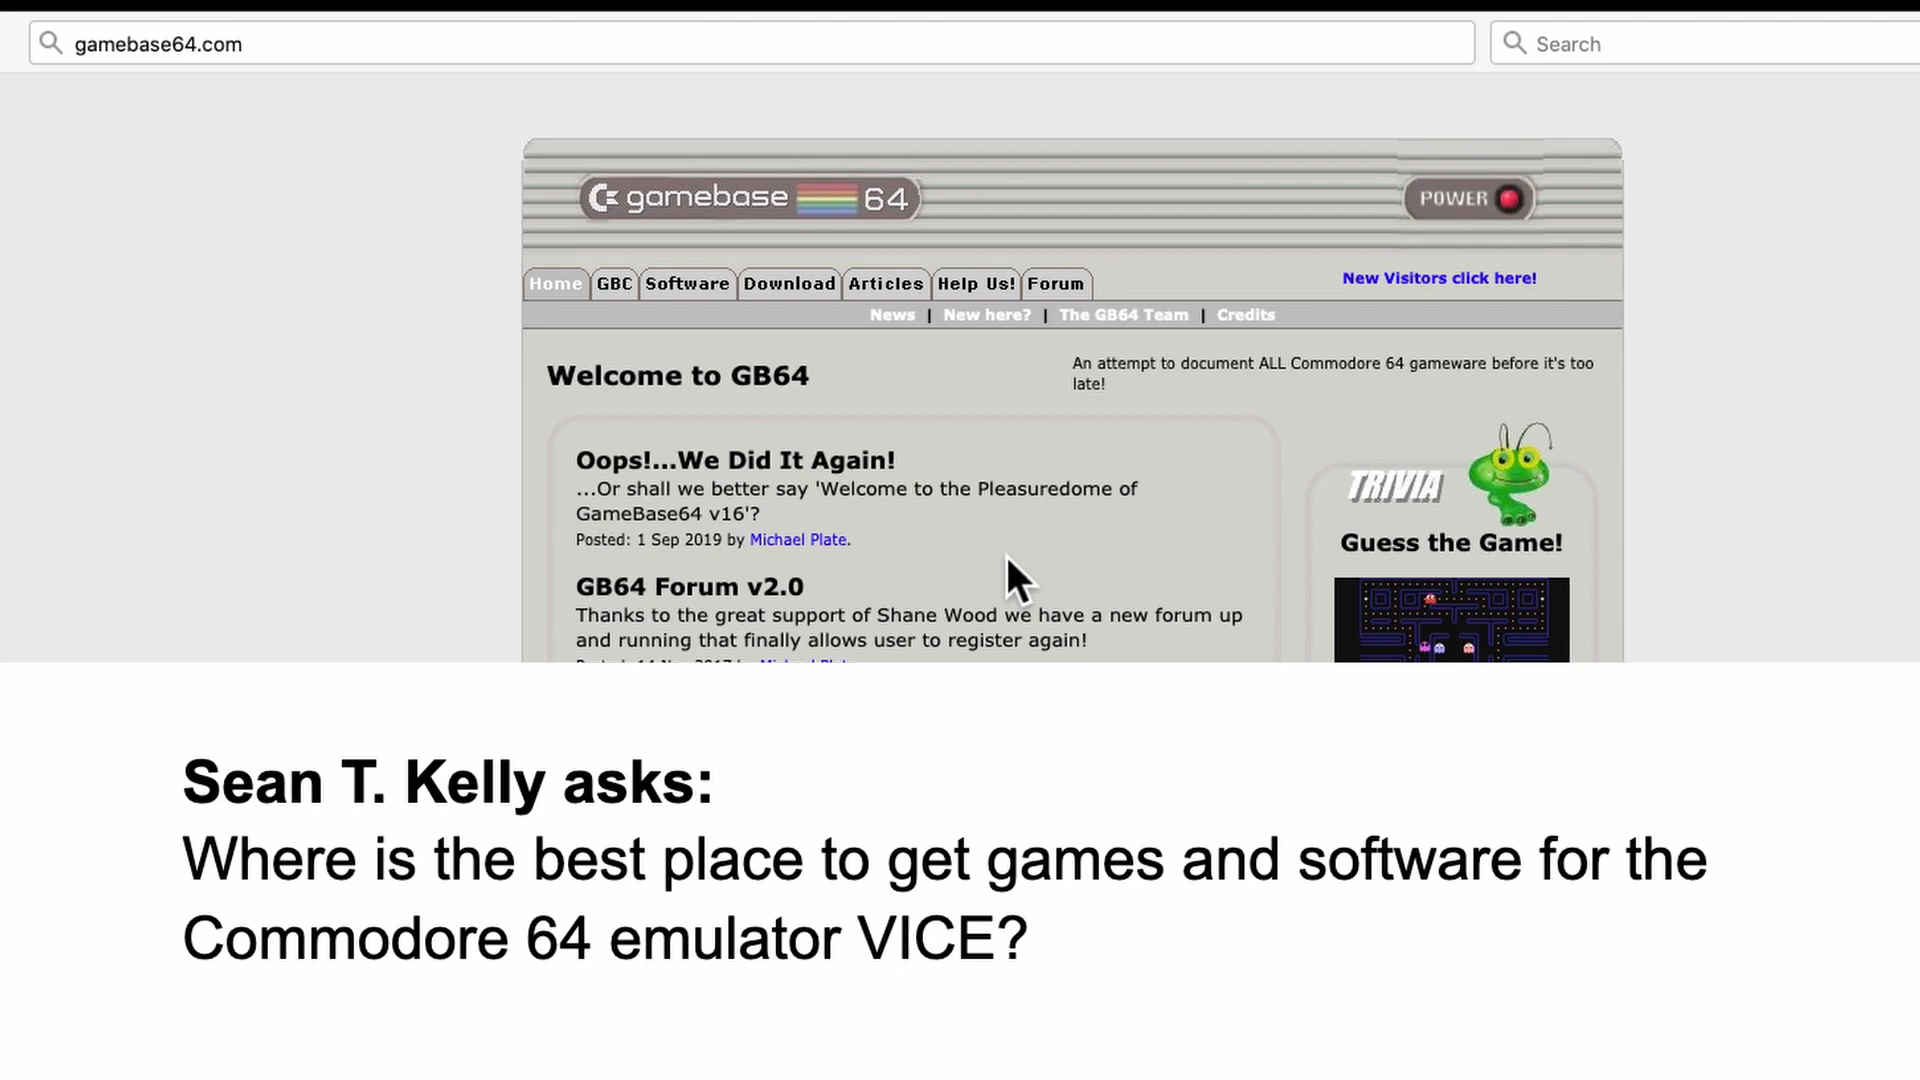 gamebase64.com
Search
gamebase 64
POWER
Home GBC Software Download Articles Help Us! Forum
New Visitors click here!
News | New here? | The GB64 Team | Credits
Welcome to GB64
An attempt to document ALL Commodore 64 gameware before it's too
late!
Oops!...We Did It Again!
...Or shall we better say 'Welcome to the Pleasuredome of
GameBase64 v16'?
Posted: 1 Sep 2019 by Michael Plate.
TRIVIA
Guess the Game!
GB64 Forum v2.0
Thanks to the great support of Shane Wood we have a new forum up
and running that finally allows user to register again!
Sean T. Kelly asks:
Where is the best place to get games and software for the
Commodore 64 emulator VICE?